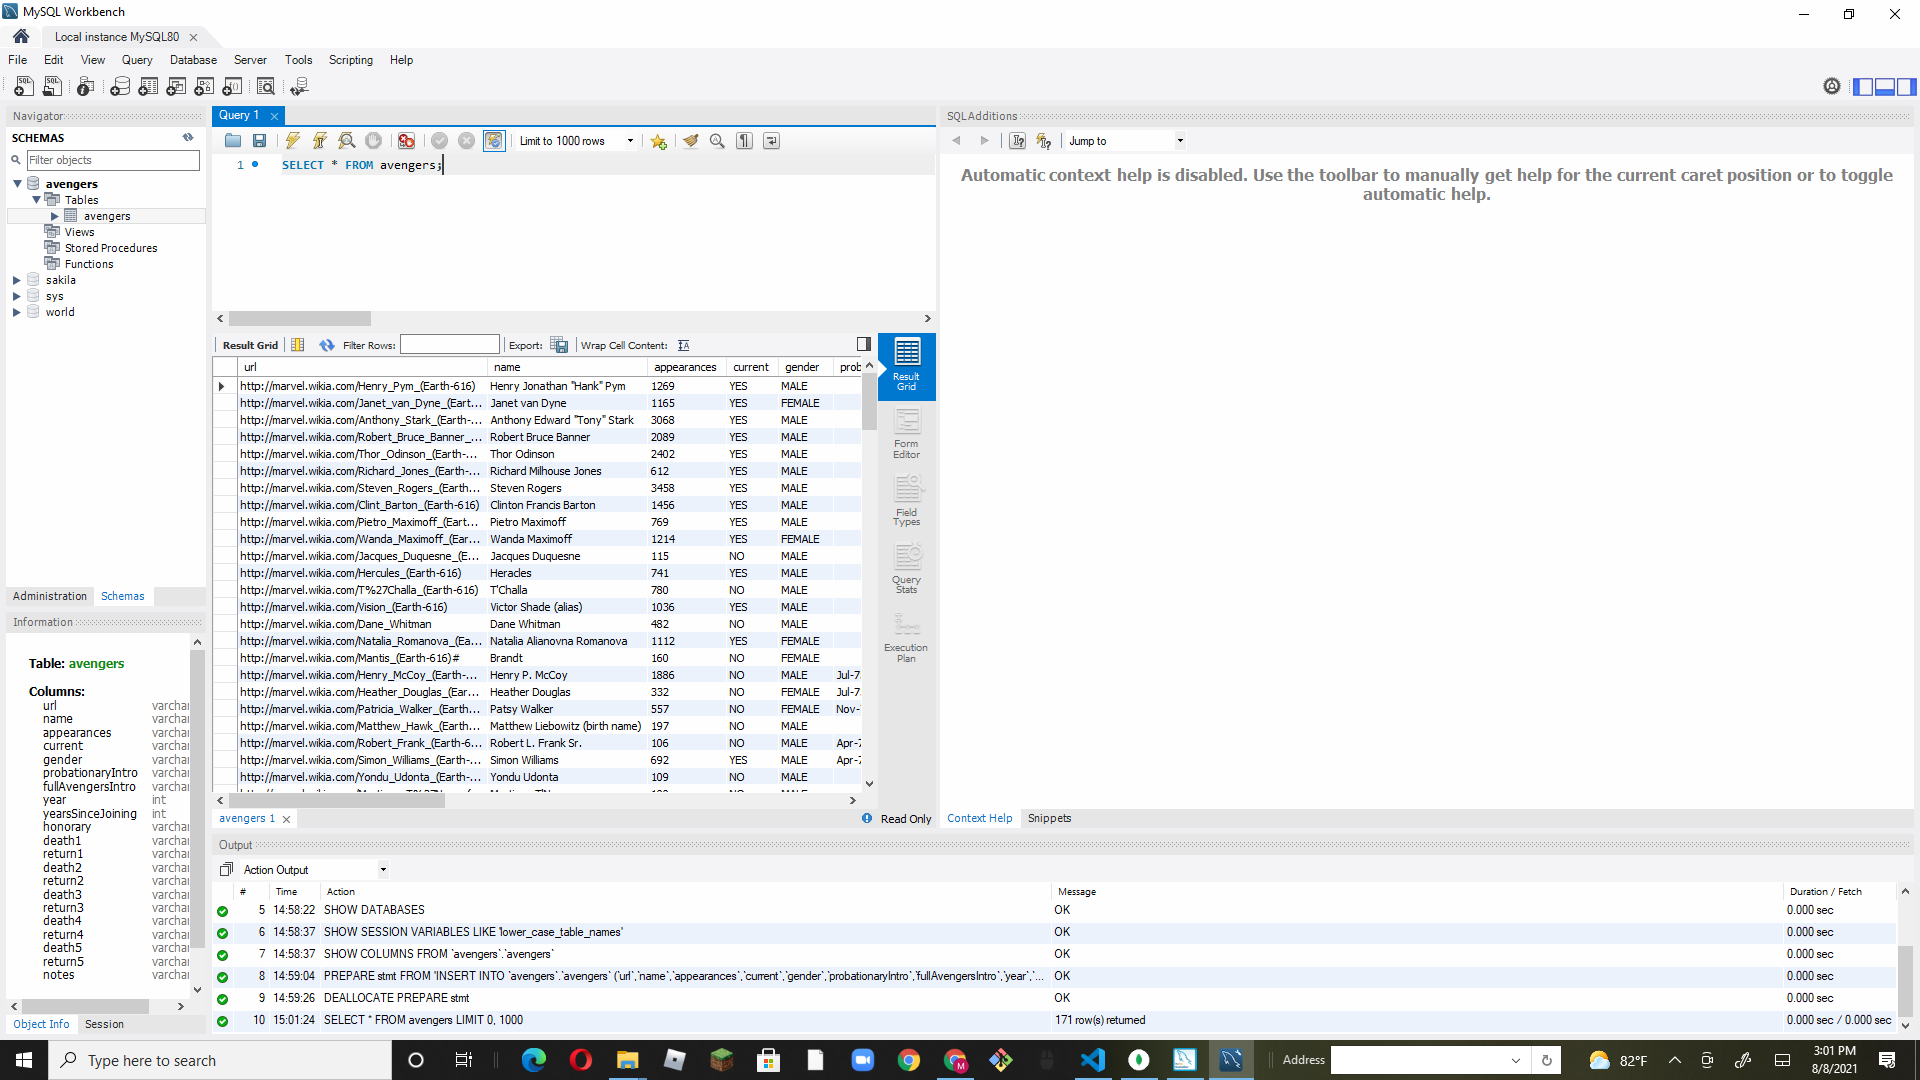 MySQL Workbench
Local instance MySQL80
File Edit View Query Database Server Tools Scripting Help
Navigator
SCHEMAS
Filter objects
avengers
Tables
avengers
Views
Stored Procedures
Functions
sakila
sys
world
Administration Schemas
Information
Table: avengers
Columns:
url varchar
name varchar
appearances varchar
current varchar
gender varchar
probationaryIntro varchar
fullAvengersIntro varchar
year int
yearsSinceJoining int
honorary varchar
death1 varchar
return1 varchar
death2 varchar
return2 varchar
death3 varchar
return3 varchar
death4 varchar
return4 varchar
death5 varchar
return5 varchar
notes varchar
Object Info Session
Query 1
Limit to 1000 rows
1 SELECT * FROM avengers;
Result Grid Filter Rows: Export: Wrap Cell Content:
url name appearances current gender prob
http://marvel.wikia.com/Henry_Pym_(Earth-616) Henry Jonathan "Hank" Pym 1269 YES MALE
http://marvel.wikia.com/Janet_van_Dyne_(Eart... Janet van Dyne 1165 YES FEMALE
http://marvel.wikia.com/Anthony_Stark_(Earth-... Anthony Edward "Tony" Stark 3068 YES MALE
http://marvel.wikia.com/Robert_Bruce_Banner_... Robert Bruce Banner 2089 YES MALE
http://marvel.wikia.com/Thor_Odinson_(Earth-... Thor Odinson 2402 YES MALE
http://marvel.wikia.com/Richard_Jones_(Earth-... Richard Milhouse Jones 612 YES MALE
http://marvel.wikia.com/Steven_Rogers_(Earth... Steven Rogers 3458 YES MALE
http://marvel.wikia.com/Clint_Barton_(Earth-616) Clinton Francis Barton 1456 YES MALE
http://marvel.wikia.com/Pietro_Maximoff_(Eart... Pietro Maximoff 769 YES MALE
http://marvel.wikia.com/Wanda_Maximoff_(Ear... Wanda Maximoff 1214 YES FEMALE
http://marvel.wikia.com/Jacques_Duquesne_(E... Jacques Duquesne 115 NO MALE
http://marvel.wikia.com/Hercules_(Earth-616) Heracles 741 YES MALE
http://marvel.wikia.com/T%27Challa_(Earth-616) T'Challa 780 NO MALE
http://marvel.wikia.com/Vision_(Earth-616) Victor Shade (alias) 1036 YES MALE
http://marvel.wikia.com/Dane_Whitman Dane Whitman 482 NO MALE
http://marvel.wikia.com/Natalia_Romanova_(Ea... Natalia Alianovna Romanova 1112 YES FEMALE
http://marvel.wikia.com/Mantis_(Earth-616)# Brandt 160 NO FEMALE
http://marvel.wikia.com/Henry_McCoy_(Earth-... Henry P. McCoy 1886 NO MALE Jul-7
http://marvel.wikia.com/Heather_Douglas_(Ear... Heather Douglas 332 NO FEMALE Jul-7
http://marvel.wikia.com/Patricia_Walker_(Earth... Patsy Walker 557 NO FEMALE Nov-
http://marvel.wikia.com/Matthew_Hawk_(Earth... Matthew Liebowitz (birth name) 197 NO MALE
http://marvel.wikia.com/Robert_Frank_(Earth-6... Robert L. Frank Sr. 106 NO MALE Apr-7
http://marvel.wikia.com/Simon_Williams_(Earth... Simon Williams 692 YES MALE Apr-7
http://marvel.wikia.com/Yondu_Udonta_(Earth-... Yondu Udonta 109 NO MALE
Result Grid
Form Editor
Field Types
Query Stats
Execution Plan
avengers 1 Read Only
SQLAdditions
Jump to
Automatic context help is disabled. Use the toolbar to manually get help for the current caret position or to toggle
automatic help.
Context Help Snippets
Output
Action Output
# Time Action Message Duration / Fetch
5 14:58:22 SHOW DATABASES OK 0.000 sec
6 14:58:37 SHOW SESSION VARIABLES LIKE 'lower_case_table_names' OK 0.000 sec
7 14:58:37 SHOW COLUMNS FROM `avengers`.`avengers` OK 0.000 sec
8 14:59:04 PREPARE stmt FROM 'INSERT INTO `avengers`.`avengers` (`url`,`name`,`appearances`,`current`,`gender`,`probationaryIntro`,`fullAvengersIntro`,`year`,`... OK 0.000 sec
9 14:59:26 DEALLOCATE PREPARE stmt OK 0.000 sec
10 15:01:24 SELECT * FROM avengers LIMIT 0, 1000 171 row(s) returned 0.000 sec / 0.000 sec
Type here to search
Address
82°F
3:01 PM
8/8/2021